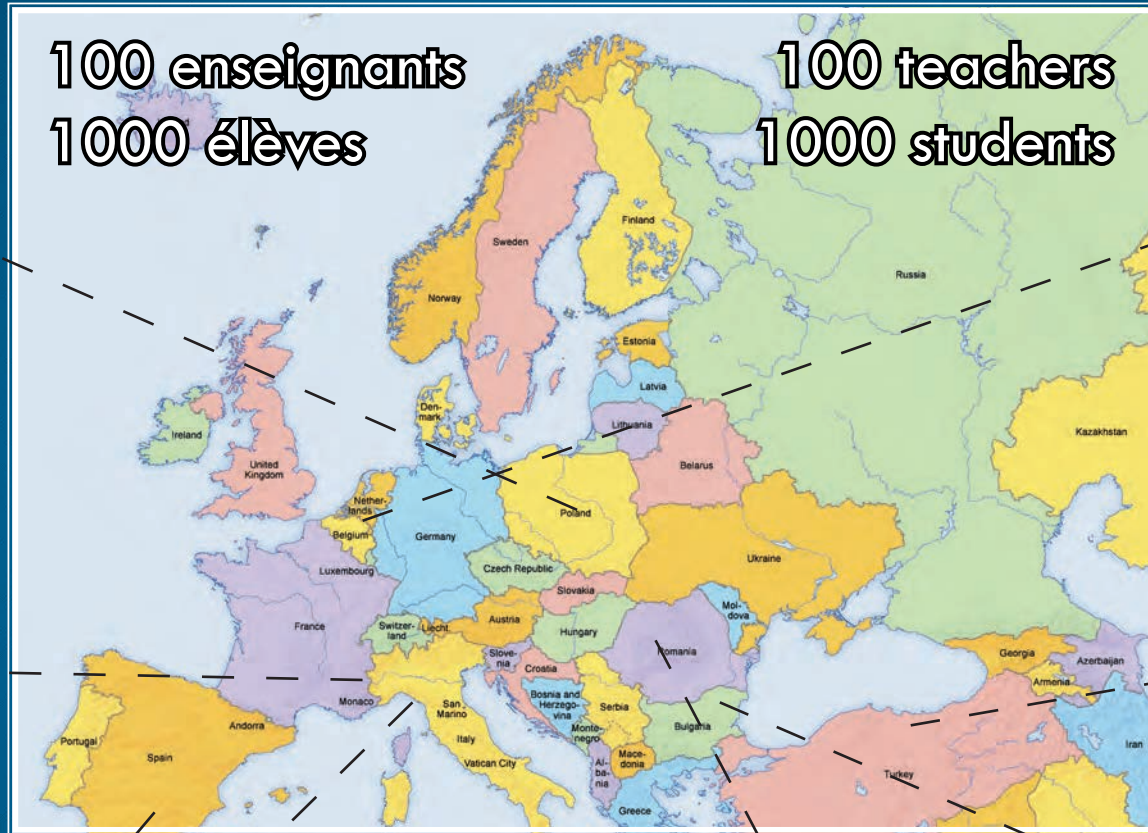 100 enseignants
1000 élèves
100 teachers
1000 students
Sweden
Finland
Russia
Norway
Estonia
Latvia
Den-
mark
Lithuania
Kazakhstan
Ireland
United
Kingdom
Belarus
Nether-
lands
Poland
Belgium
Germany
Ukraine
Luxembourg
Czech Republic
Slovakia
France
Switzer-
land
Liecht.
Austria
Mol-
dova
Hungary
Romania
Slove-
nia
Croatia
Georgia
Azerbaijan
Armenia
Monaco
San
Marino
Bosnia and
Herzego-
vina
Serbia
Andorra
Monte-
negro
Bulgaria
Portugal
Spain
Italy
Vatican City
Mace-
donia
Al-
ba-
nia
Iran
Turkey
Greece